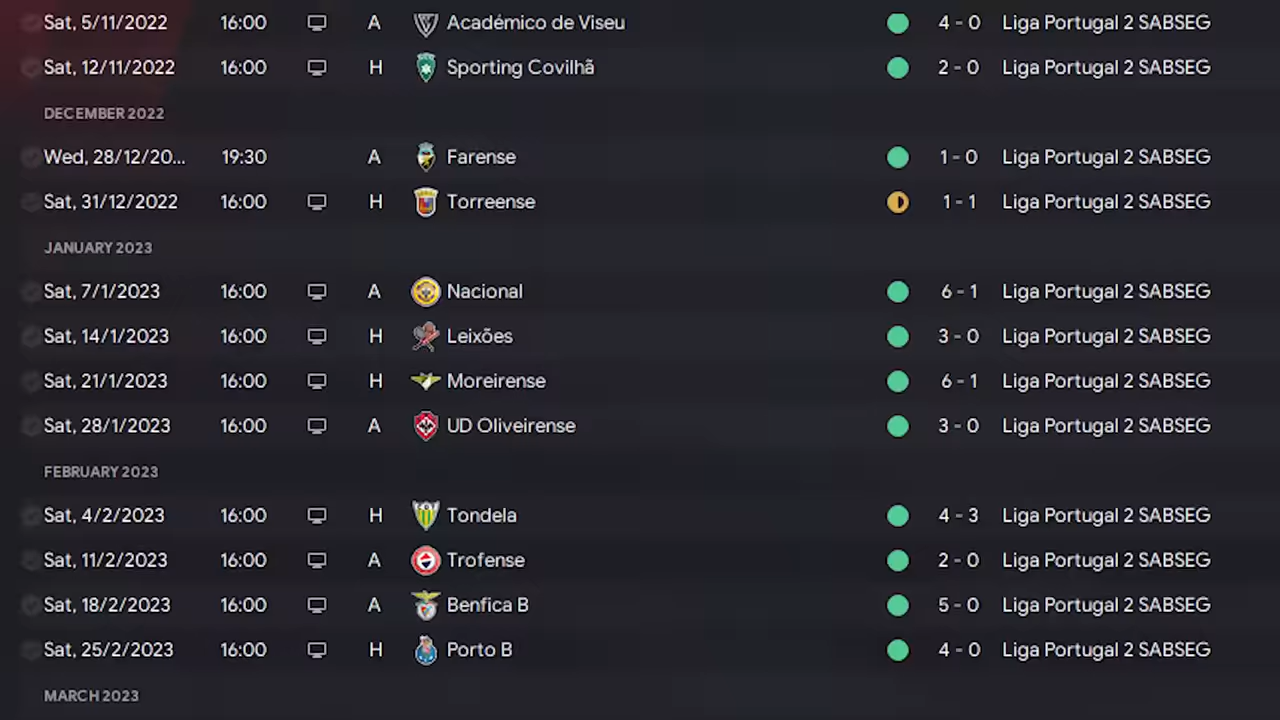 Sat, 5/11/2022 16:00 A Académico de Viseu 4 - 0 Liga Portugal 2 SABSEG
Sat, 12/11/2022 16:00 H Sporting Covilhã 2 - 0 Liga Portugal 2 SABSEG
DECEMBER 2022
Wed, 28/12/20... 19:30 A Farense 1 - 0 Liga Portugal 2 SABSEG
Sat, 31/12/2022 16:00 H Torreense 1 - 1 Liga Portugal 2 SABSEG
JANUARY 2023
Sat, 7/1/2023 16:00 A Nacional 6 - 1 Liga Portugal 2 SABSEG
Sat, 14/1/2023 16:00 H Leixões 3 - 0 Liga Portugal 2 SABSEG
Sat, 21/1/2023 16:00 H Moreirense 6 - 1 Liga Portugal 2 SABSEG
Sat, 28/1/2023 16:00 A UD Oliveirense 3 - 0 Liga Portugal 2 SABSEG
FEBRUARY 2023
Sat, 4/2/2023 16:00 H Tondela 4 - 3 Liga Portugal 2 SABSEG
Sat, 11/2/2023 16:00 A Trofense 2 - 0 Liga Portugal 2 SABSEG
Sat, 18/2/2023 16:00 A Benfica B 5 - 0 Liga Portugal 2 SABSEG
Sat, 25/2/2023 16:00 H Porto B 4 - 0 Liga Portugal 2 SABSEG
MARCH 2023